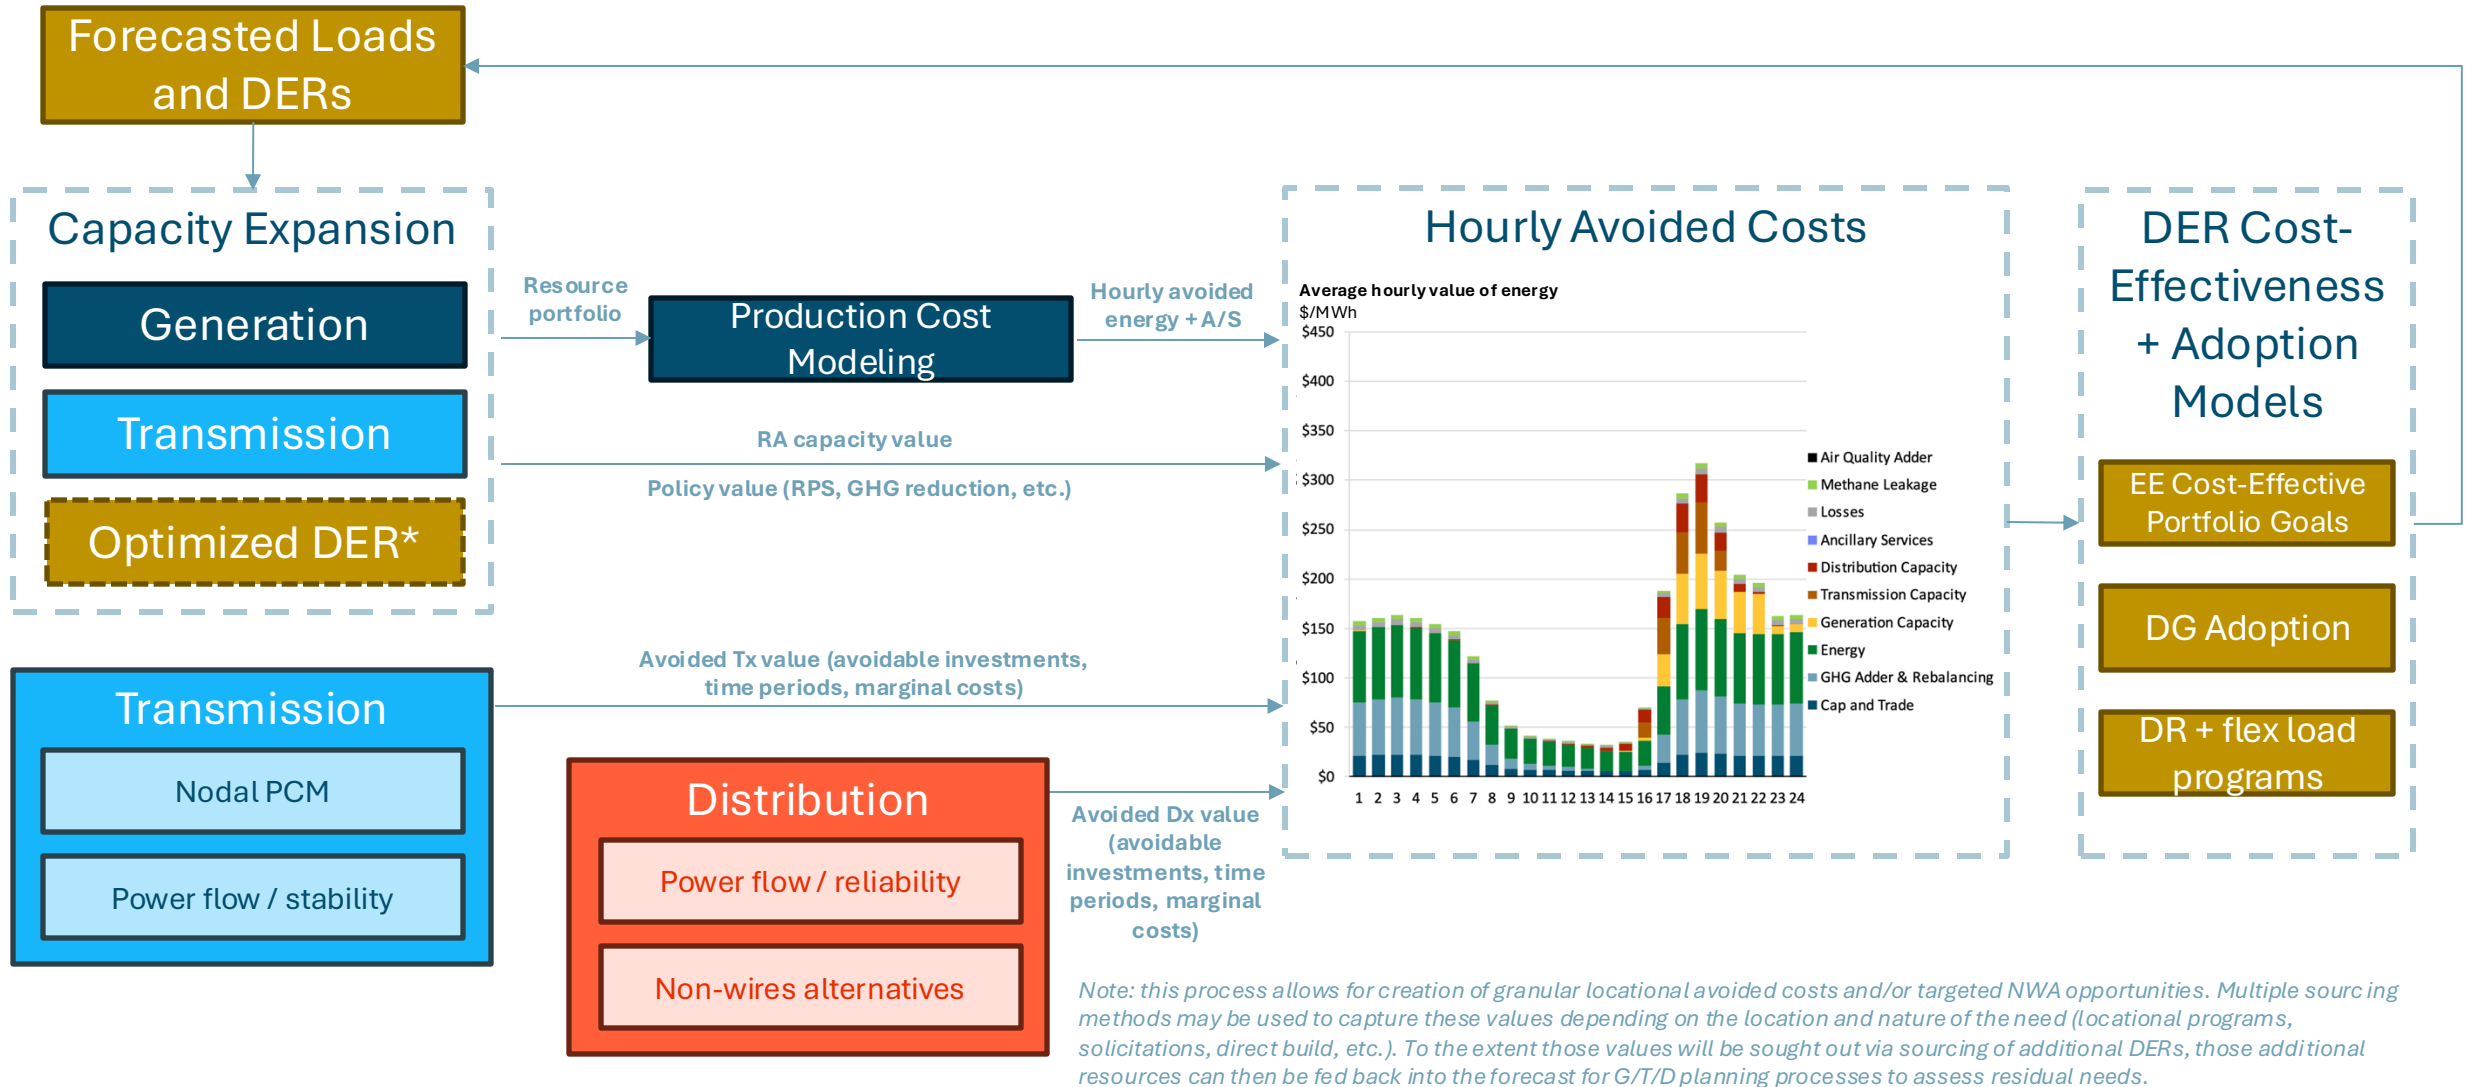 Forecasted Loads
and DERs
Capacity Expansion
Generation
Transmission
Optimized DER*
Resource
portfolio
Production Cost
Modeling
Hourly avoided
energy + A/S
RA capacity value
Policy value (RPS, GHG reduction, etc.)
Transmission
Nodal PCM
Power flow / stability
Avoided Tx value (avoidable investments,
time periods, marginal costs)
Distribution
Power flow / reliability
Non-wires alternatives
Avoided Dx value
(avoidable
investments, time
periods, marginal
costs)
Hourly Avoided Costs
Average hourly value of energy
$/MWh
$450
$400
$350
$300
$250
$200
$150
$100
$50
$0
1 2 3 4 5 6 7 8 9 10 11 12 13 14 15 16 17 18 19 20 21 22 23 24
Air Quality Adder
Methane Leakage
Losses
Ancillary Services
Distribution Capacity
Transmission Capacity
Generation Capacity
Energy
GHG Adder & Rebalancing
Cap and Trade
DER Cost-
Effectiveness
+ Adoption
Models
EE Cost-Effective
Portfolio Goals
DG Adoption
DR + flex load
programs
Note: this process allows for creation of granular locational avoided costs and/or targeted NWA opportunities. Multiple sourcing
methods may be used to capture these values depending on the location and nature of the need (locational programs,
solicitations, direct build, etc.). To the extent those values will be sought out via sourcing of additional DERs, those additional
resources can then be fed back into the forecast for G/T/D planning processes to assess residual needs.